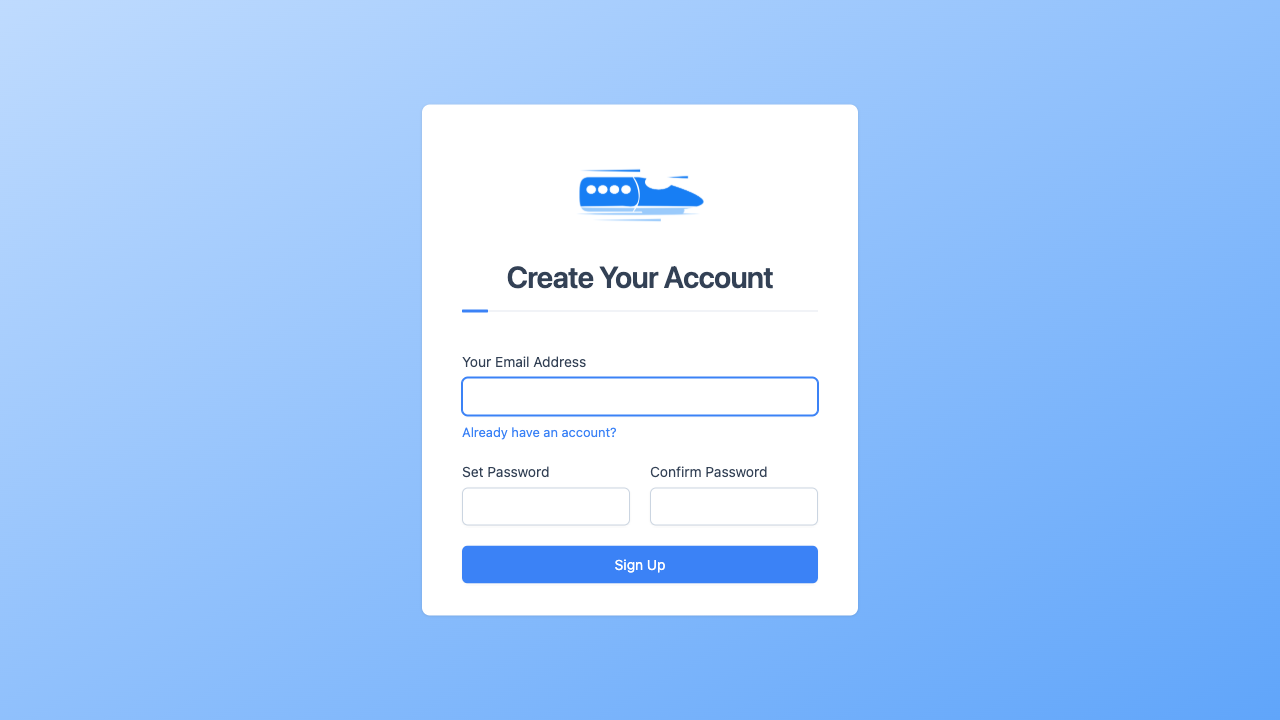 Create Your Account
Your Email Address
Already have an account?
Set Password Confirm Password
Sign Up